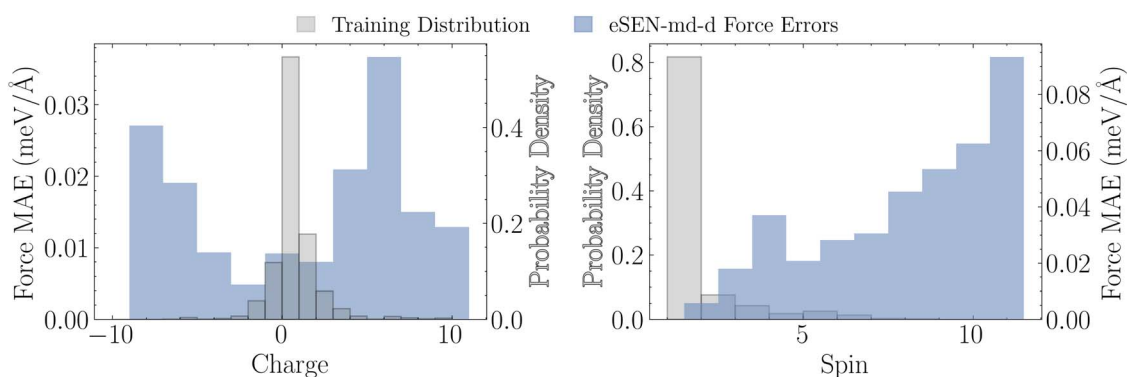 Training Distribution eSEN-md-d Force Errors
Force MAE (meV/Å)
0.03
0.02
0.01
0.00
−10 0 10
Charge
0.4
0.2
0.0
Probability Density
Probability Density
0.8
0.6
0.4
0.2
0.0
5 10
Spin
0.08
0.06
0.04
0.02
0.00
Force MAE (meV/Å)